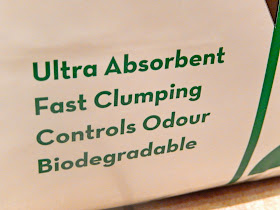 Ultra Absorbent
Fast Clumping
Controls Odour
Biodegradable